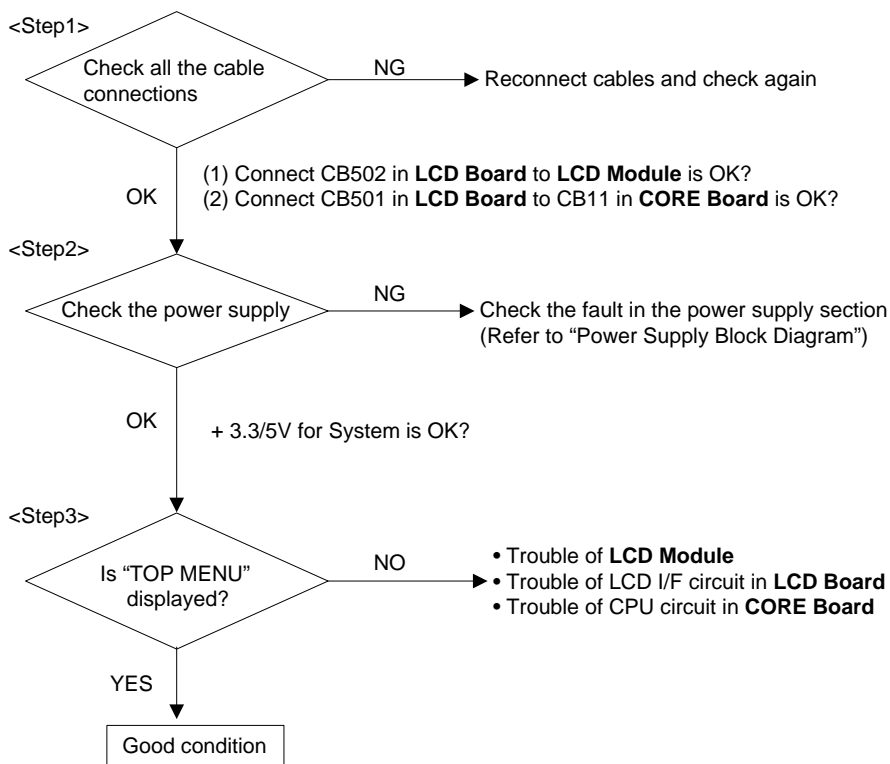 <Step1>
Check all the cable
connections
NG
Reconnect cables and check again
OK
(1) Connect CB502 in LCD Board to LCD Module is OK?
(2) Connect CB501 in LCD Board to CB11 in CORE Board is OK?
<Step2>
Check the power supply
NG
Check the fault in the power supply section
(Refer to “Power Supply Block Diagram”)
OK
+ 3.3/5V for System is OK?
<Step3>
Is “TOP MENU”
displayed?
NO
• Trouble of LCD Module
• Trouble of LCD I/F circuit in LCD Board
• Trouble of CPU circuit in CORE Board
YES
Good condition